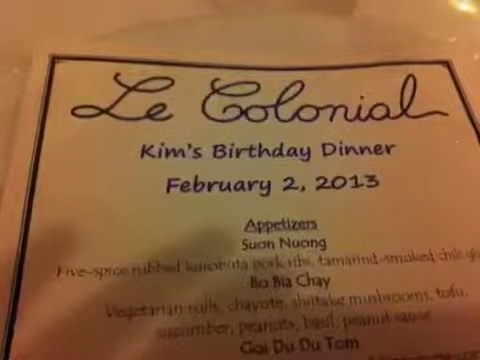 Le Colonial
Kim's Birthday Dinner
February 2, 2013
Appetizers
Suon Nuong
Five-spice rubbed kurobuta pork ribs, tamarind-smoked chili
Bo Bia Chay
Vegetarian rolls, chayote, shiitake mushrooms, tofu,
cucumber, peanuts, basil, peanut sauce
Goi Du Du Tom